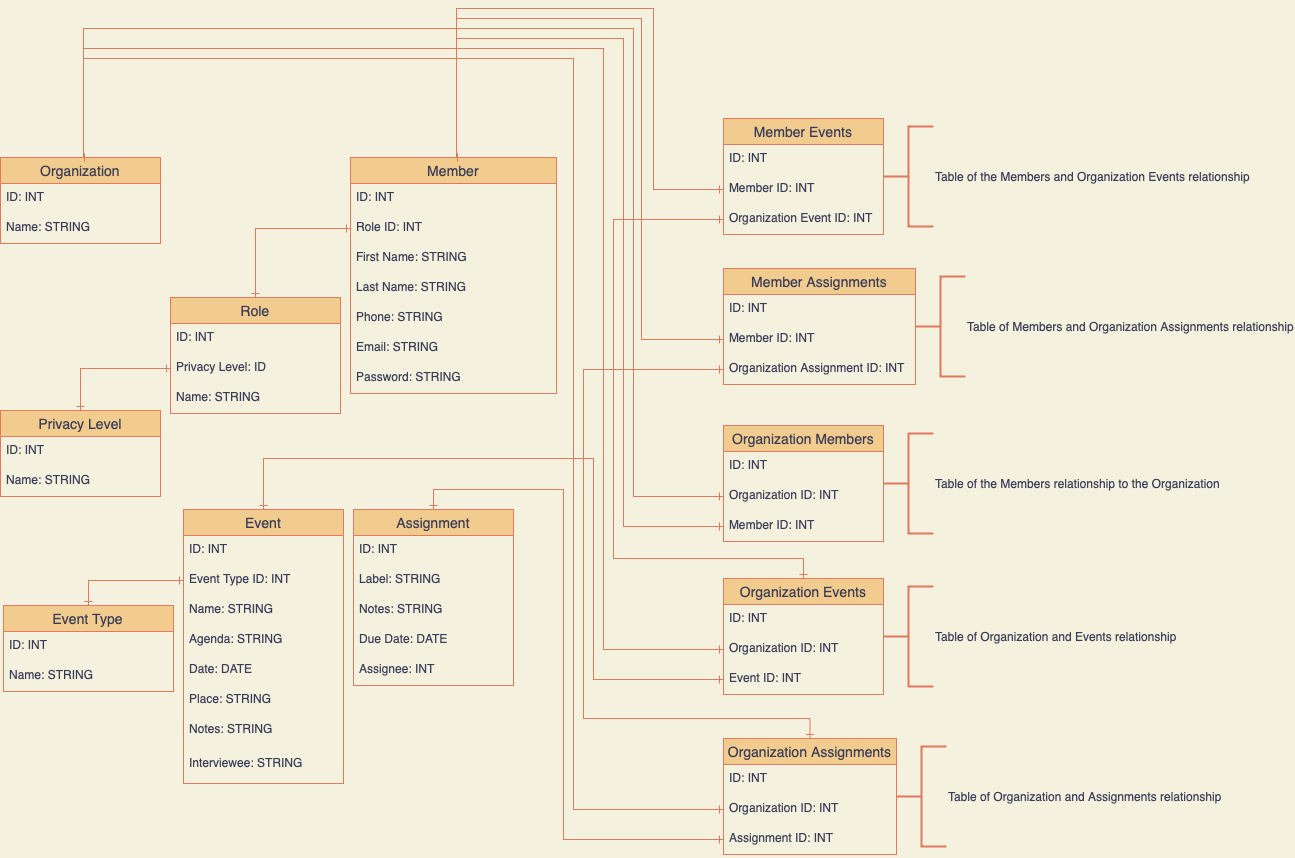 Organization
ID: INT
Name: STRING
Member
ID: INT
Role ID: INT
First Name: STRING
Last Name: STRING
Phone: STRING
Email: STRING
Password: STRING
Role
ID: INT
Privacy Level: ID
Name: STRING
Privacy Level
ID: INT
Name: STRING
Event
ID: INT
Event Type ID: INT
Name: STRING
Agenda: STRING
Date: DATE
Place: STRING
Notes: STRING
Interviewee: STRING
Assignment
ID: INT
Label: STRING
Notes: STRING
Due Date: DATE
Assignee: INT
Event Type
ID: INT
Name: STRING
Member Events
ID: INT
Member ID: INT
Organization Event ID: INT
Table of the Members and Organization Events relationship
Member Assignments
ID: INT
Member ID: INT
Organization Assignment ID: INT
Table of Members and Organization Assignments relationship
Organization Members
ID: INT
Organization ID: INT
Member ID: INT
Table of the Members relationship to the Organization
Organization Events
ID: INT
Organization ID: INT
Event ID: INT
Table of Organization and Events relationship
Organization Assignments
ID: INT
Organization ID: INT
Assignment ID: INT
Table of Organization and Assignments relationship